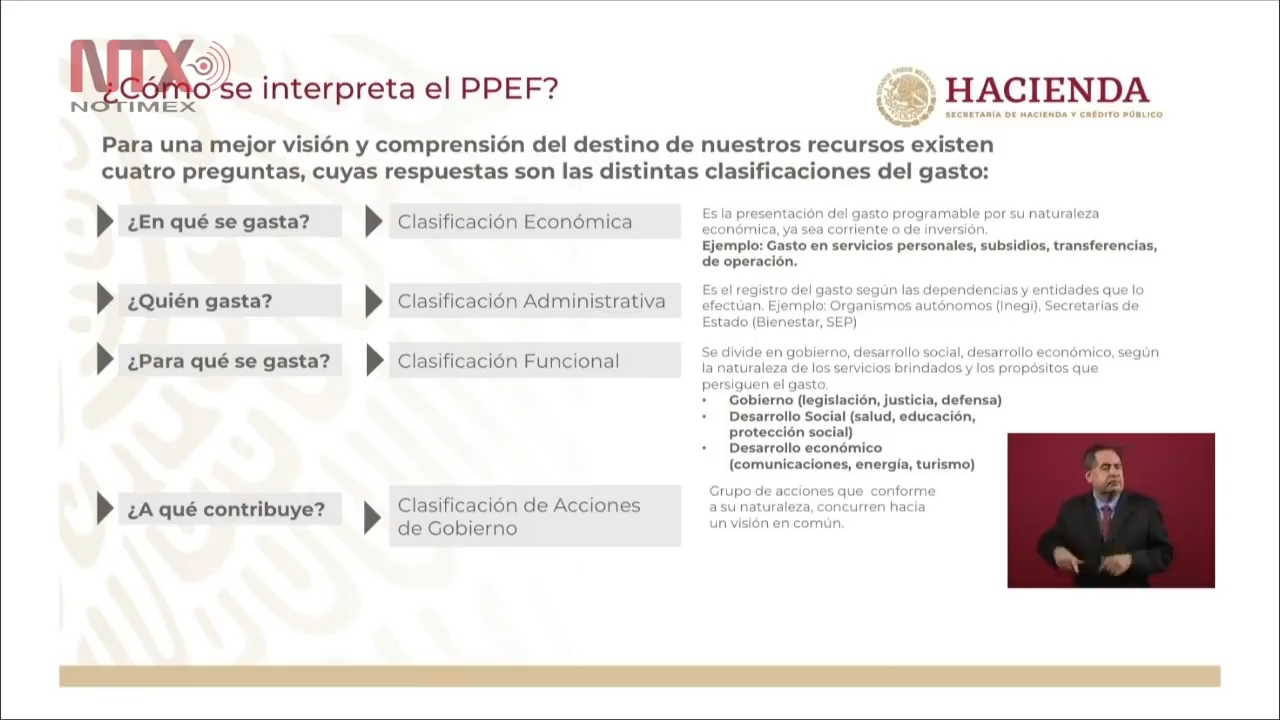 NTX
NOTIMEX
¿Cómo se interpreta el PPEF?
HACIENDA
SECRETARÍA DE HACIENDA Y CRÉDITO PÚBLICO
Para una mejor visión y comprensión del destino de nuestros recursos existen
cuatro preguntas, cuyas respuestas son las distintas clasificaciones del gasto:
¿En qué se gasta?
Clasificación Económica
Es la presentación del gasto programable por su naturaleza
económica, ya sea corriente o de inversión.
Ejemplo: Gasto en servicios personales, subsidios, transferencias,
de operación.
¿Quién gasta?
Clasificación Administrativa
Es el registro del gasto según las dependencias y entidades que lo
efectúan. Ejemplo: Organismos autónomos (Inegi), Secretarías de
Estado (Bienestar, SEP)
¿Para qué se gasta?
Clasificación Funcional
Se divide en gobierno, desarrollo social, desarrollo económico, según
la naturaleza de los servicios brindados y los propósitos que
persiguen el gasto.
• Gobierno (legislación, justicia, defensa)
• Desarrollo Social (salud, educación,
protección social)
• Desarrollo económico
(comunicaciones, energía, turismo)
¿A qué contribuye?
Clasificación de Acciones
de Gobierno
Grupo de acciones que conforme
a su naturaleza, concurren hacia
un visión en común.